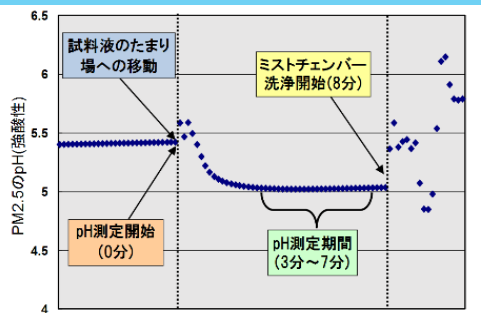 6.5
試料液のたまり
場への移動
ミストチェンバー
洗浄開始(8分)
6
5.5
5
4.5
4
PM2.5のpH(強酸性)
pH測定開始
(0分)
pH測定期間
(3分～7分)